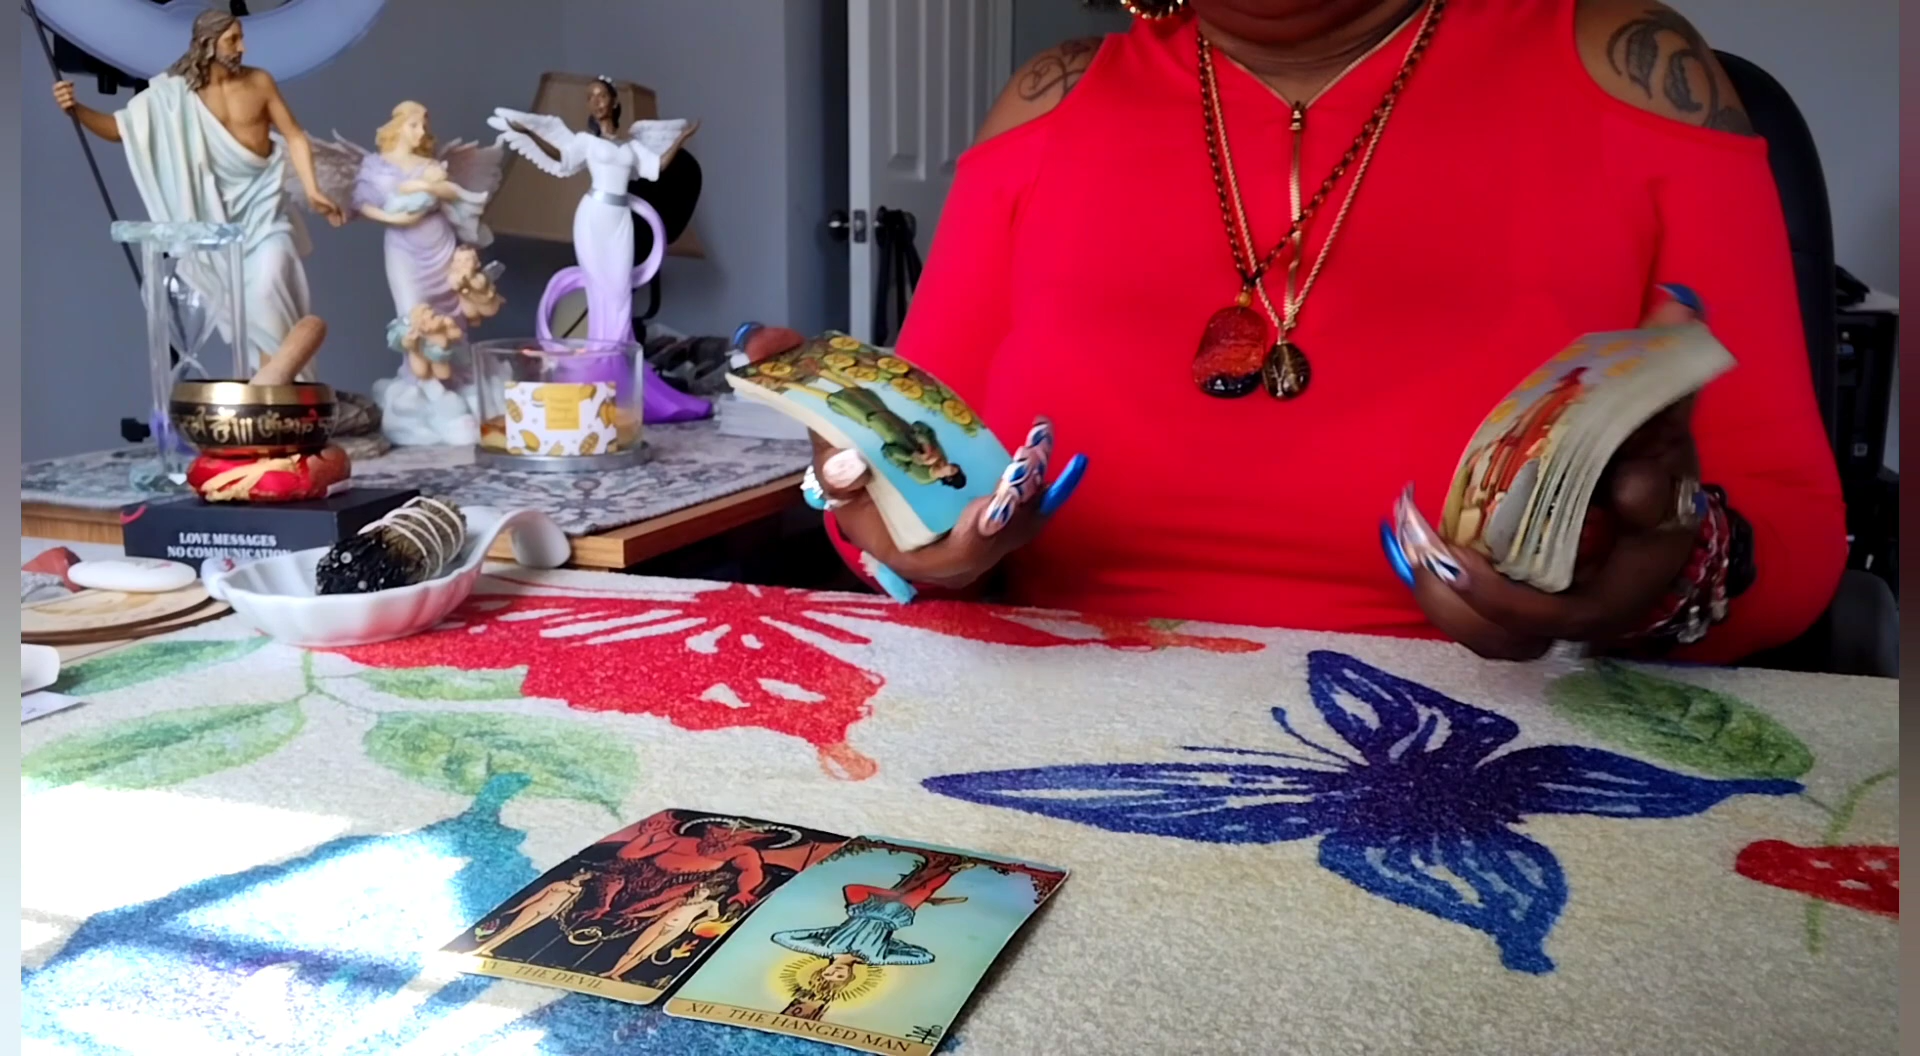 LOVE MESSAGES
NO COMMUNICATION
XV - THE DEVIL
XII - THE HANGED MAN